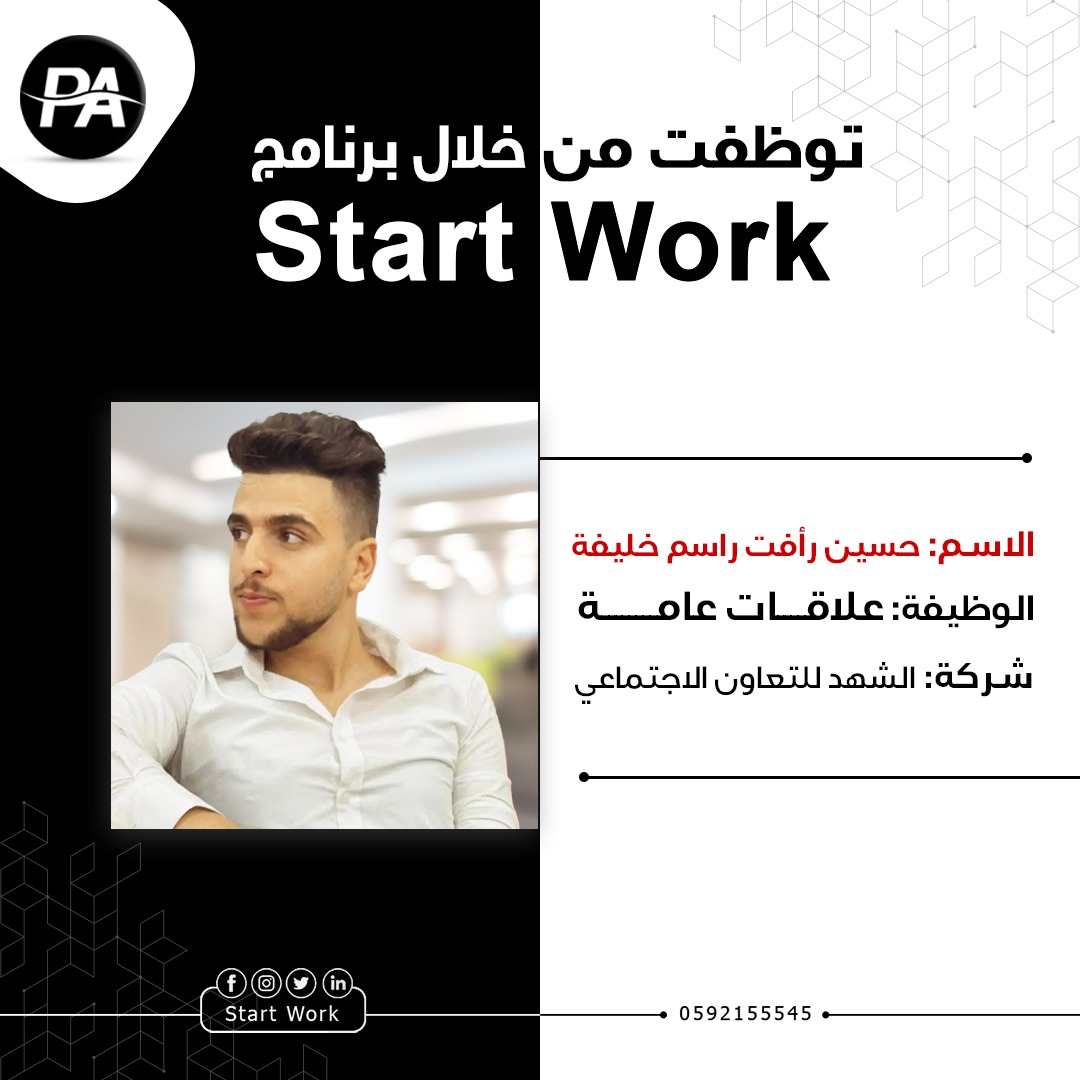 PA
توظفت من خلال برنامج
Start Work
الاسم: حسين رأفت راسم خليفة
الوظيفة: علاقـــات عامـــــــة
شركة: الشهد للتعاون الاجتماعي
Start Work
0592155545